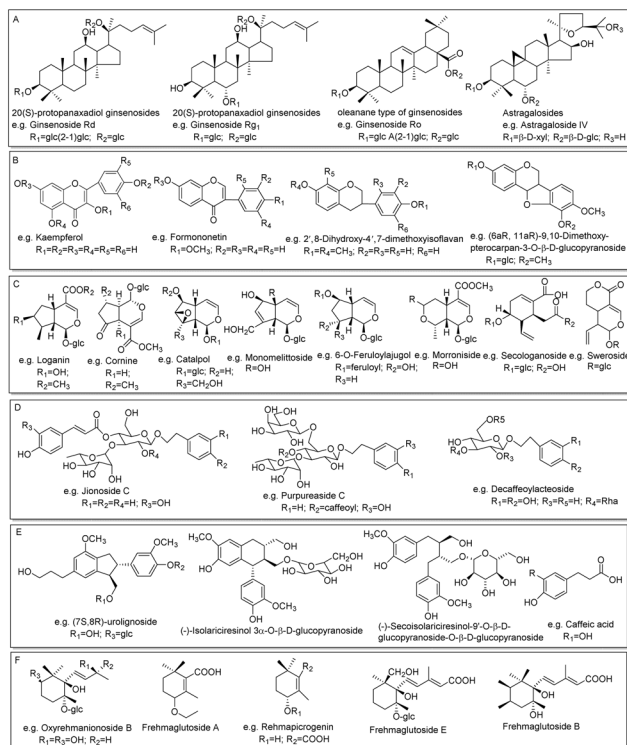 A
20(S)-protopanaxadiol ginsenosides
e.g. Ginsenoside Rd
R₁=glc(2-1)glc; R₂=glc
20(S)-protopanaxadiol ginsenosides
e.g. Ginsenoside Rg₁
R₁=glc; R₂=glc
oleanane type of ginsenosides
e.g. Ginsenoside Ro
R₁=glc A(2-1)glc; R₂=glc
Astragalosides
e.g. Astragaloside IV
R₁=β-D-xyl; R₂=β-D-glc; R₃=H
B
e.g. Kaempferol
R₁=R₂=R₃=R₄=R₅=R₆=H
e.g. Formononetin
R₁=OCH₃; R₂=R₃=R₄=R₅=H
e.g. 2′,8-Dihydroxy-4′,7-dimethoxyisoflavan
R₁=R₄=CH₃; R₂=R₃=R₅=H; R₆=H
e.g. (6aR, 11aR)-9,10-Dimethoxy-
pterocarpan-3-O-β-D-glucopyranoside
R₁=glc; R₂=CH₃
C
e.g. Loganin
R₁=OH;
R₂=CH₃
e.g. Cornine
R₁=H;
R₂=CH₃
e.g. Catalpol
R₁=glc; R₂=H;
R₃=CH₂OH
e.g. Monomelittoside
R=OH
e.g. 6-O-Feruloylajugol
R₁=feruloyl; R₂=OH;
R₃=H
e.g. Morroniside
R=OH
e.g. Secologanoside
R₁=glc; R₂=OH
e.g. Sweroside
R=glc
D
e.g. Jionoside C
R₁=R₂=R₄=H; R₃=OH
e.g. Purpureaside C
R₁=H; R₂=caffeoyl; R₃=OH
e.g. Decaffeoylacteoside
R₁=R₂=OH; R₃=R₅=H; R₄=Rha
E
e.g. (7S,8R)-urolignoside
R₁=OH; R₂=glc
(-)-Isolariciresinol 3α-O-β-D-glucopyranoside
(-)-Secoisolariciresinol-9'-O-β-D-
glucopyranoside-O-β-D-glucopyranoside
e.g. Caffeic acid
R₁=OH
F
e.g. Oxyrehmanionoside B
R₁=R₃=OH; R₂=H
Frehmaglutoside A
e.g. Rehmapicrogenin
R₁=H; R₂=COOH
Frehmaglutoside E
Frehmaglutoside B